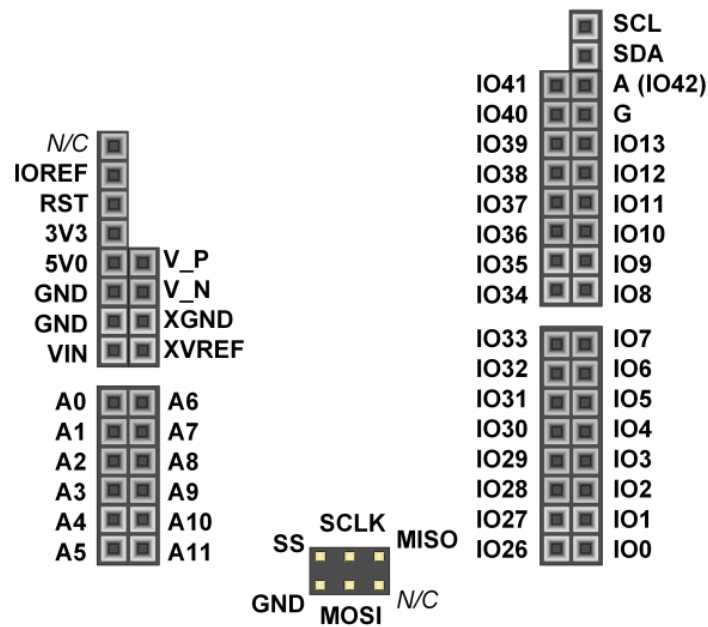 SCL
SDA
IO41 A (IO42)
IO40 G
IO39 IO13
IO38 IO12
IO37 IO11
IO36 IO10
IO35 IO9
IO34 IO8
N/C
IOREF
RST
3V3
5V0 V_P
GND V_N
GND XGND
VIN XVREF
IO33 IO7
IO32 IO6
IO31 IO5
IO30 IO4
IO29 IO3
IO28 IO2
IO27 IO1
IO26 IO0
A0 A6
A1 A7
A2 A8
A3 A9
A4 A10
A5 A11
SCLK
SS MISO
GND N/C
MOSI